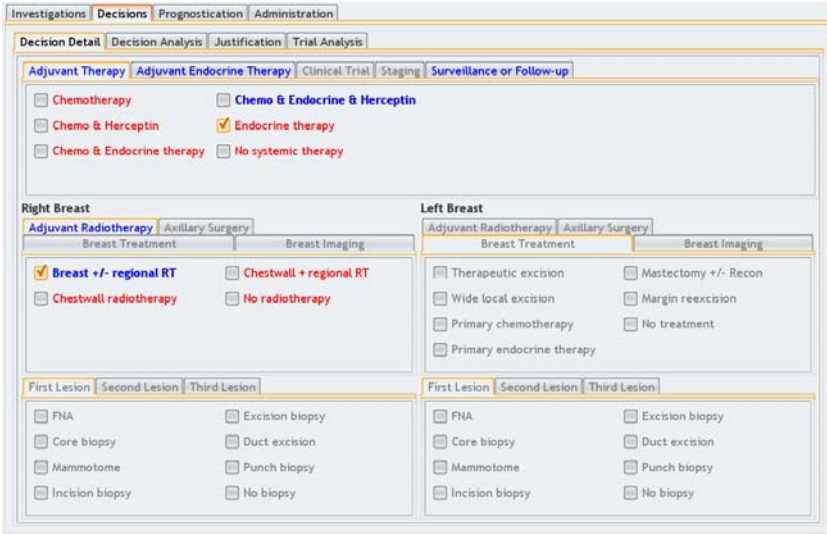 Investigations Decisions Prognostication Administration
Decision Detail Decision Analysis Justification Trial Analysis
Adjuvant Therapy Adjuvant Endocrine Therapy Clinical Trial Staging Surveillance or Follow-up
Chemotherapy Chemo & Endocrine & Herceptin
Chemo & Herceptin Endocrine therapy
Chemo & Endocrine therapy No systemic therapy
Right Breast Left Breast
Adjuvant Radiotherapy Axillary Surgery Adjuvant Radiotherapy Axillary Surgery
Breast Treatment Breast Imaging Breast Treatment Breast Imaging
Breast +/- regional RT Chestwall + regional RT Therapeutic excision Mastectomy +/- Recon
Chestwall radiotherapy No radiotherapy Wide local excision Margin reexcision
Primary chemotherapy No treatment
Primary endocrine therapy
First Lesion Second Lesion Third Lesion First Lesion Second Lesion Third Lesion
FNA Excision biopsy FNA Excision biopsy
Core biopsy Duct excision Core biopsy Duct excision
Mammotome Punch biopsy Mammotome Punch biopsy
Incision biopsy No biopsy Incision biopsy No biopsy